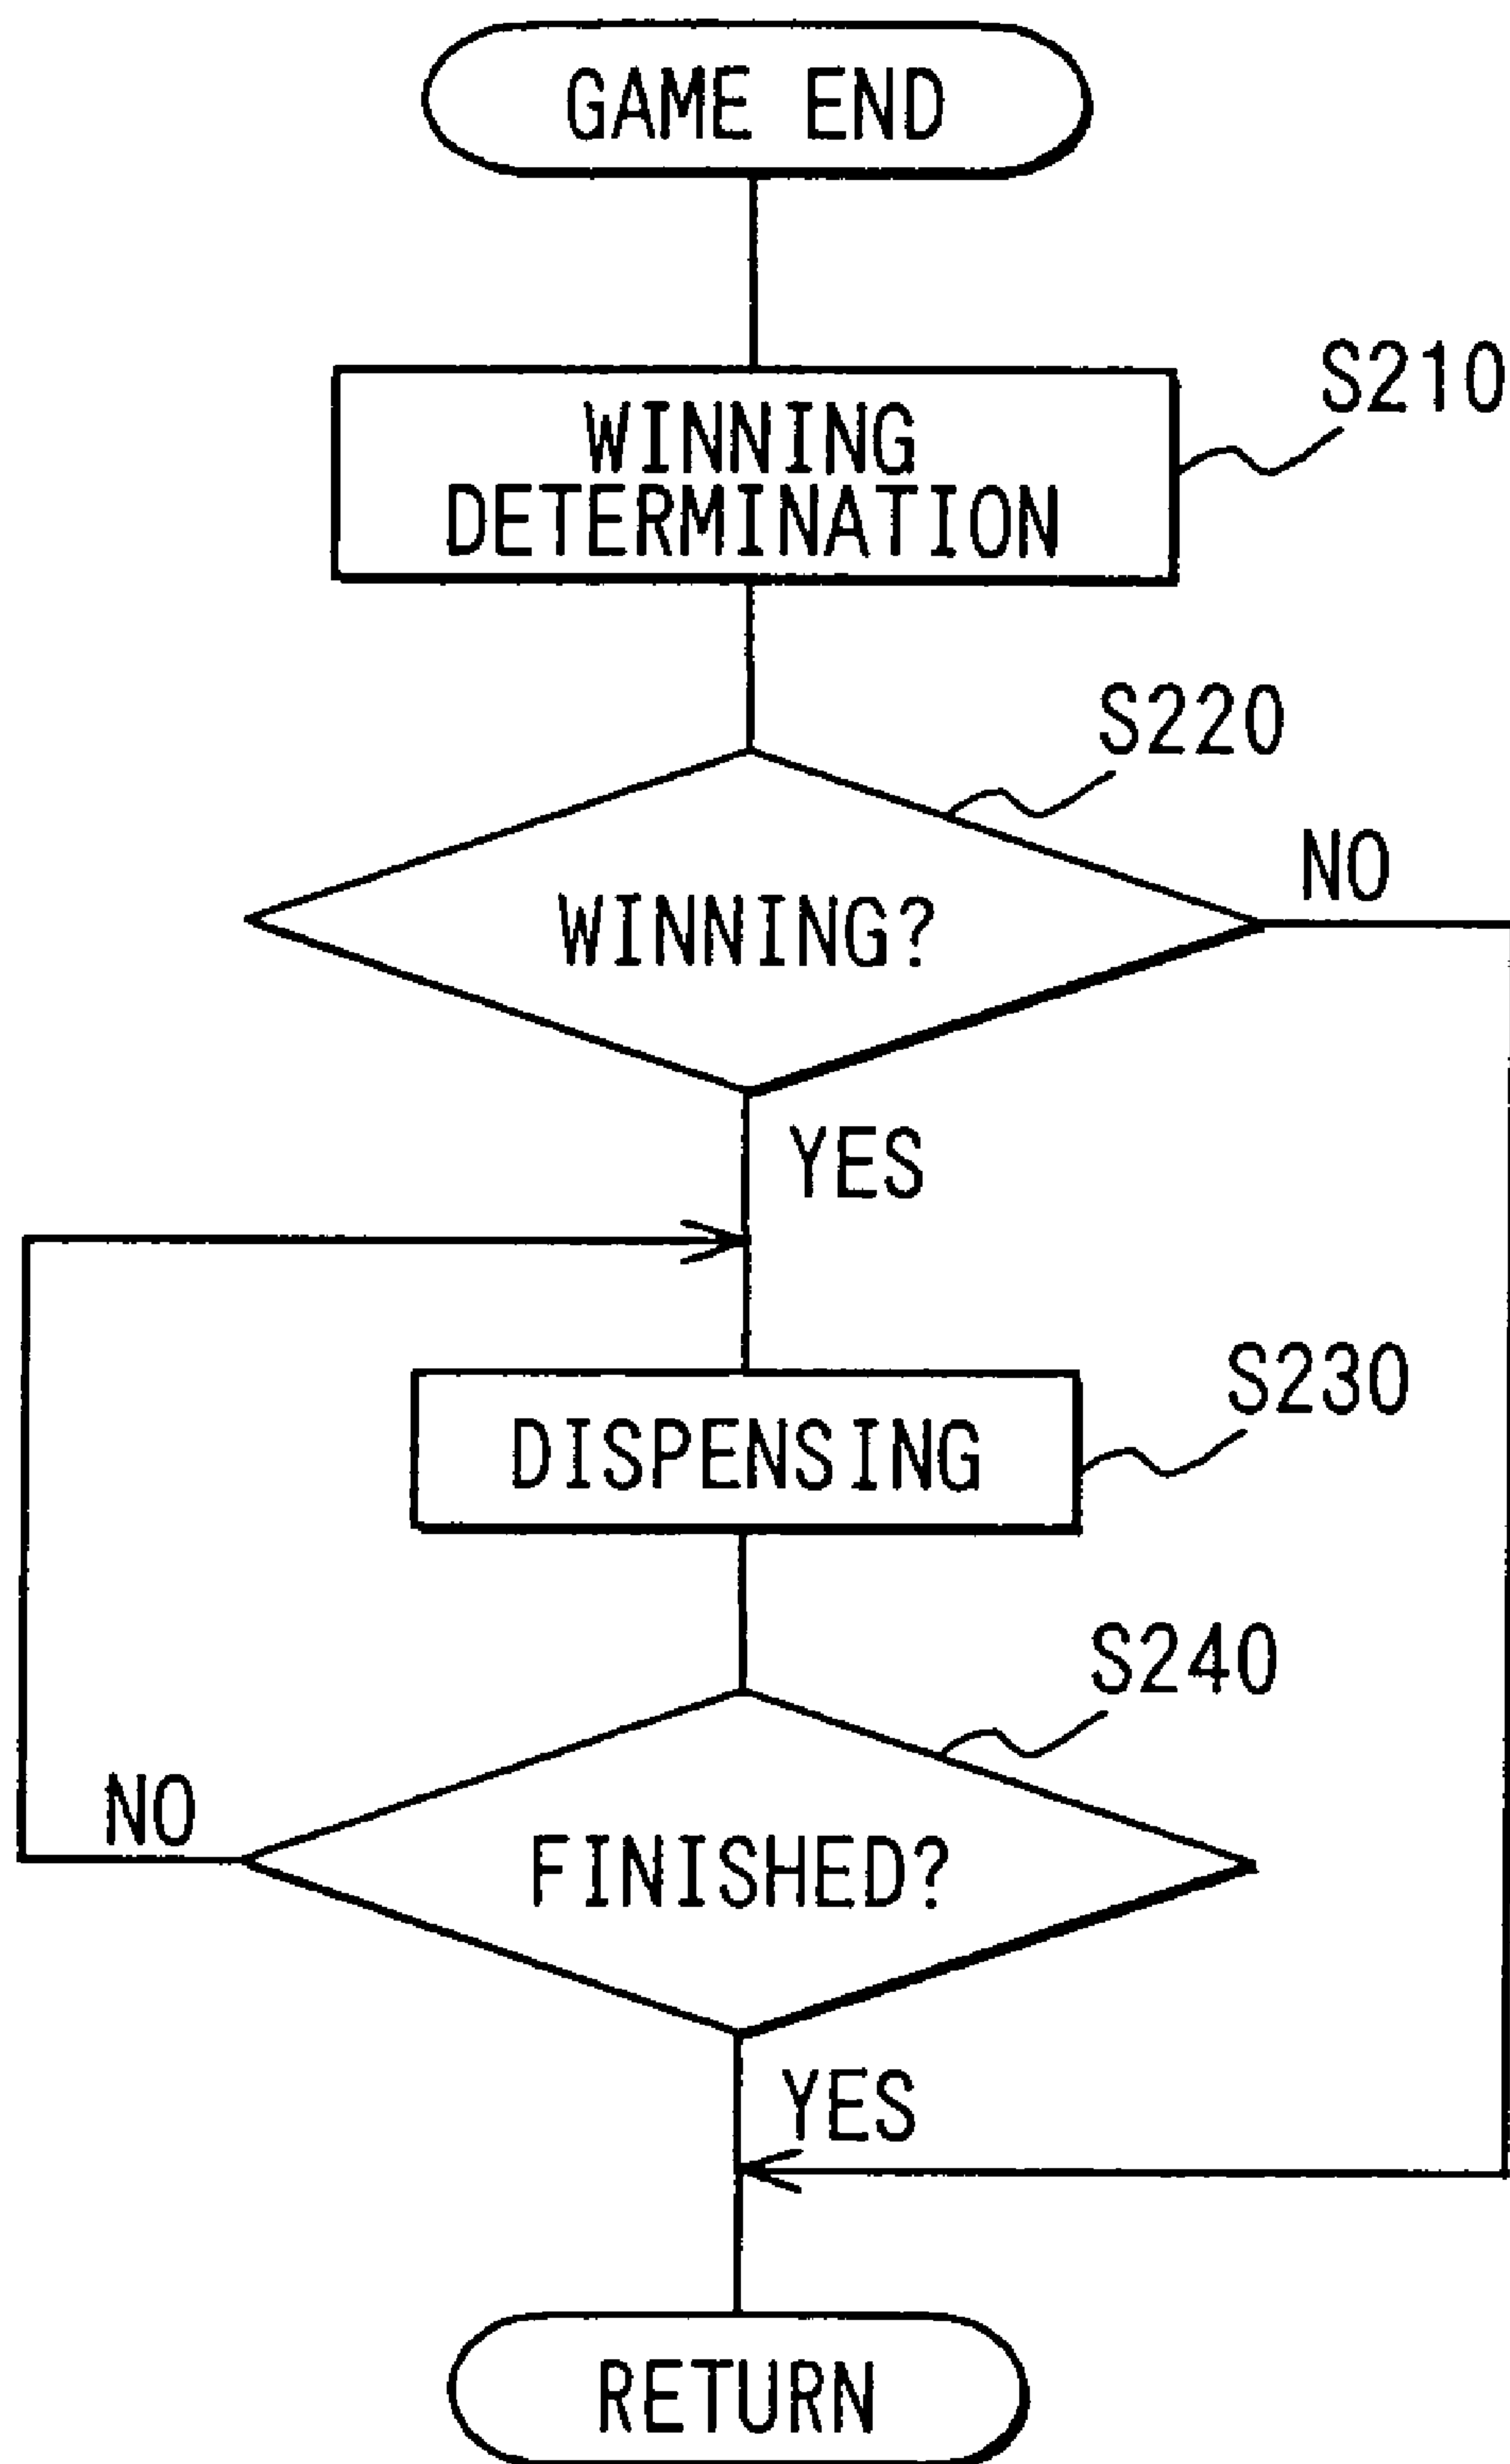 GAME END
S210
WINNING
DETERMINATION
S220
NO
WINNING?
YES
S230
DISPENSING
S240
NO
FINISHED?
YES
RETURN